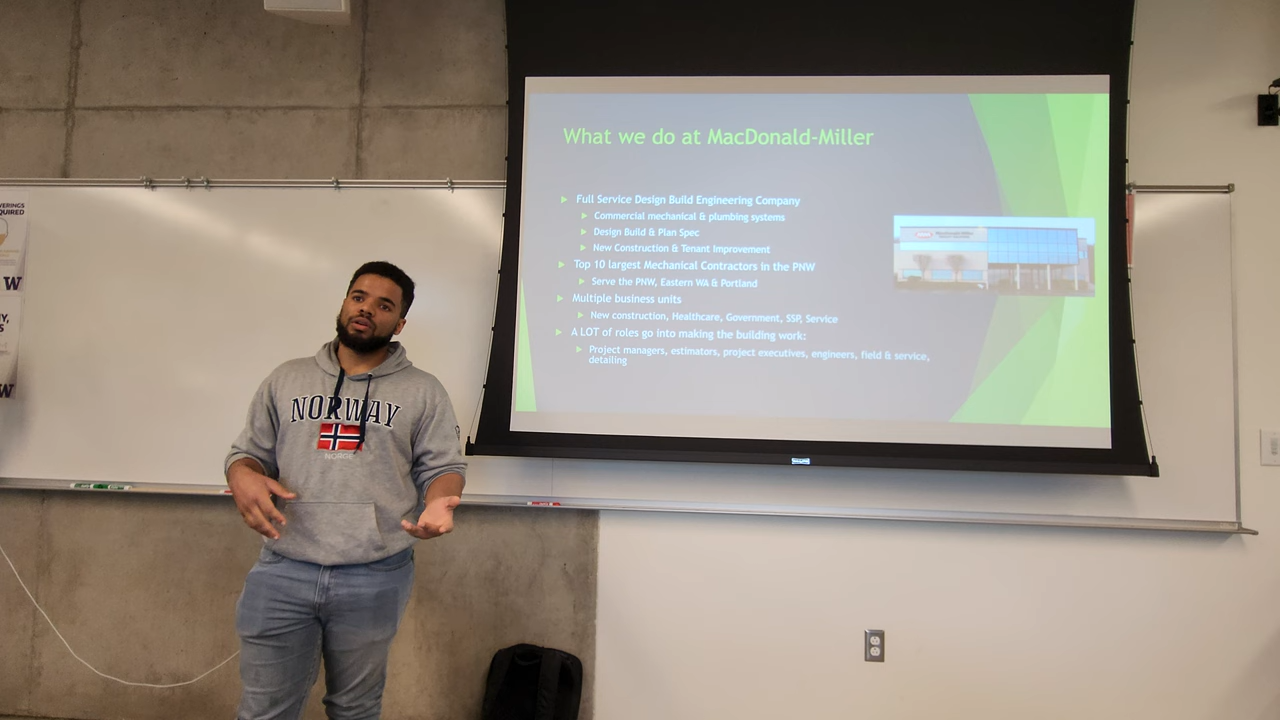 What we do at MacDonald-Miller
Full Service Design Build Engineering Company
Commercial mechanical & plumbing systems
Design Build & Plan Spec
New Construction & Tenant Improvement
Top 10 largest Mechanical Contractors in the PNW
Serve the PNW, Eastern WA & Portland
Multiple business units
New construction, Healthcare, Government, SSP, Service
A LOT of roles go into making the building work:
Project managers, estimators, project executives, engineers, field & service,
detailing
NORWAY
NORGE
VERINGS
QUIRED
W
Y,
S
W